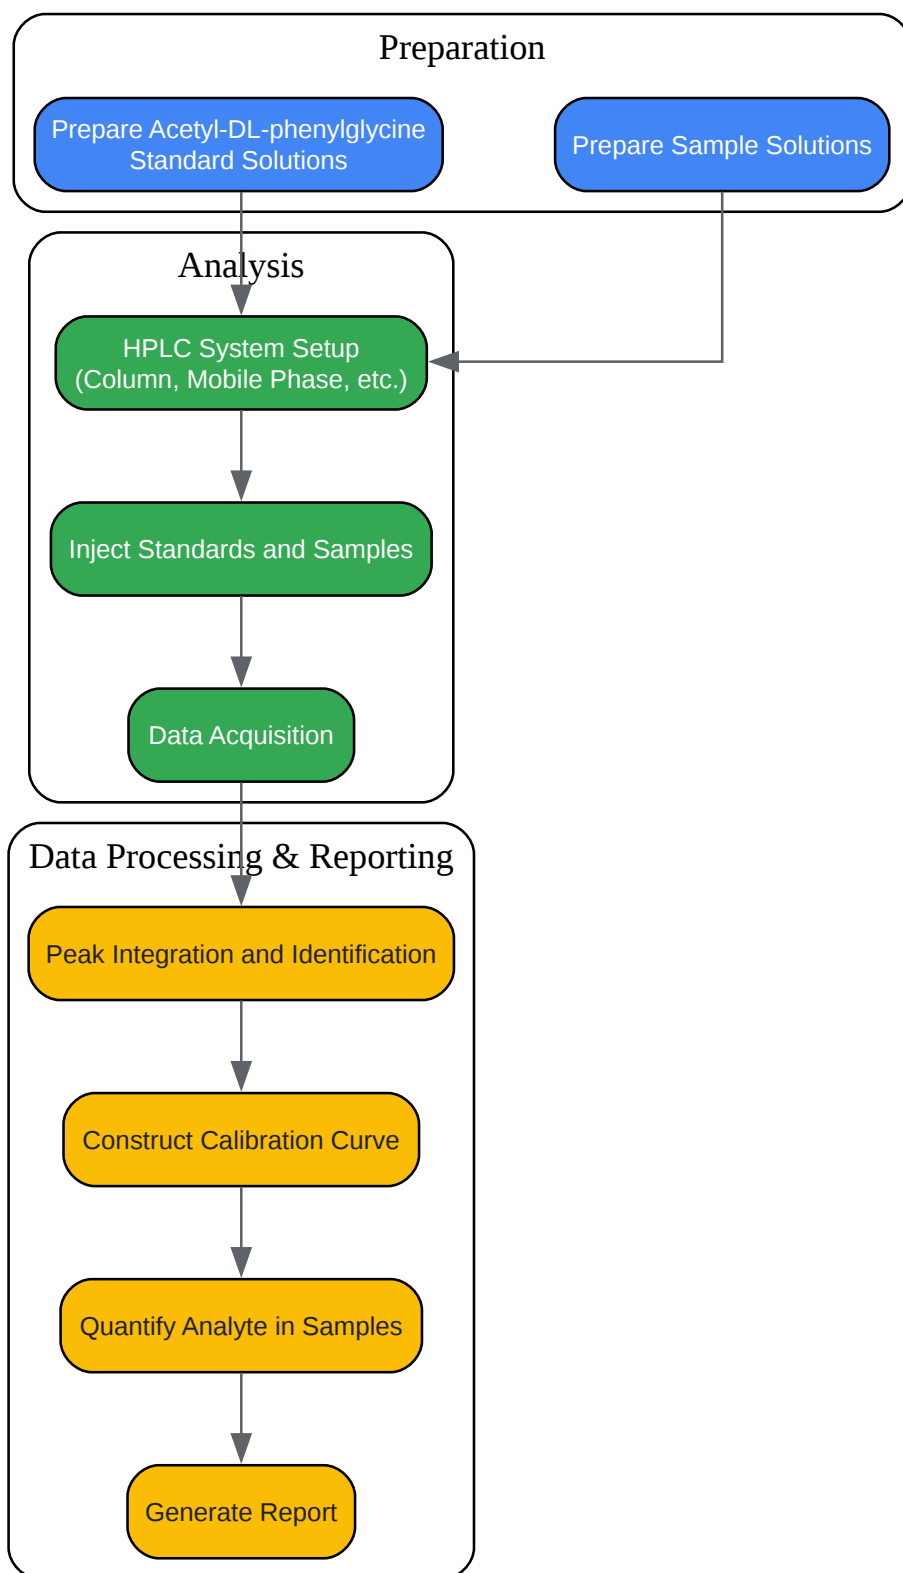 Preparation
Prepare Acetyl-DL-phenylglycine
Standard Solutions
Prepare Sample Solutions
Analysis
HPLC System Setup
(Column, Mobile Phase, etc.)
Inject Standards and Samples
Data Acquisition
Data Processing & Reporting
Peak Integration and Identification
Construct Calibration Curve
Quantify Analyte in Samples
Generate Report